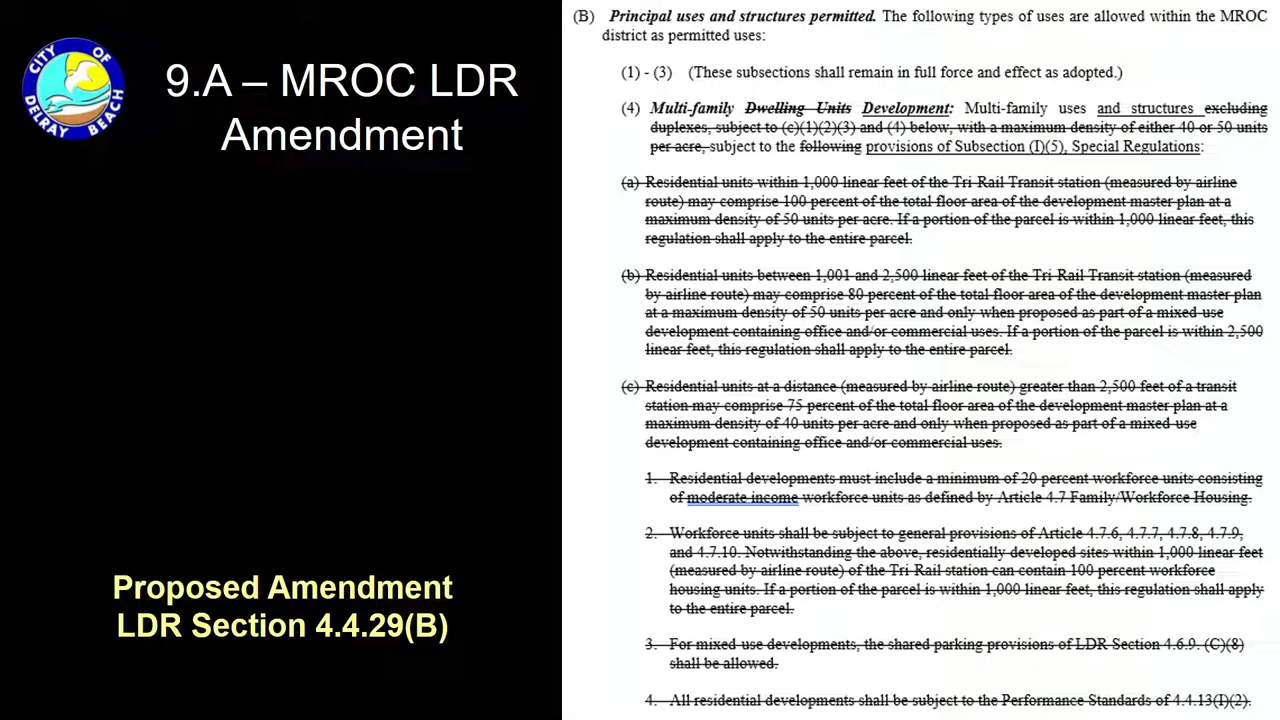 CITY OF
DELRAY BEACH
9.A – MROC LDR
Amendment
Proposed Amendment
LDR Section 4.4.29(B)
(B) Principal uses and structures permitted. The following types of uses are allowed within the MROC
district as permitted uses:
(1) - (3) (These subsections shall remain in full force and effect as adopted.)
(4) Multi-family Dwelling Units Development: Multi-family uses and structures excluding
duplexes, subject to (c)(1)(2)(3) and (4) below, with a maximum density of either 40 or 50 units
per acre, subject to the following provisions of Subsection (I)(5), Special Regulations:
(a) Residential units within 1,000 linear feet of the Tri Rail Transit station (measured by airline
route) may comprise 100 percent of the total floor area of the development master plan at a
maximum density of 50 units per acre. If a portion of the parcel is within 1,000 linear feet, this
regulation shall apply to the entire parcel.
(b) Residential units between 1,001 and 2,500 linear feet of the Tri Rail Transit station (measured
by airline route) may comprise 80 percent of the total floor area of the development master plan
at a maximum density of 50 units per acre and only when proposed as part of a mixed use
development containing office and/or commercial uses. If a portion of the parcel is within 2,500
linear feet, this regulation shall apply to the entire parcel.
(c) Residential units at a distance (measured by airline route) greater than 2,500 feet of a transit
station may comprise 75 percent of the total floor area of the development master plan at a
maximum density of 40 units per acre and only when proposed as part of a mixed use
development containing office and/or commercial uses.
1. Residential developments must include a minimum of 20 percent workforce units consisting
of moderate income workforce units as defined by Article 4.7 Family/Workforce Housing.
2. Workforce units shall be subject to general provisions of Article 4.7.6, 4.7.7, 4.7.8, 4.7.9,
and 4.7.10. Notwithstanding the above, residentially developed sites within 1,000 linear feet
(measured by airline route) of the Tri Rail station can contain 100 percent workforce
housing units. If a portion of the parcel is within 1,000 linear feet, this regulation shall apply
to the entire parcel.
3. For mixed use developments, the shared parking provisions of LDR Section 4.6.9. (C)(8)
shall be allowed.
4. All residential developments shall be subject to the Performance Standards of 4.4.13(I)(2).